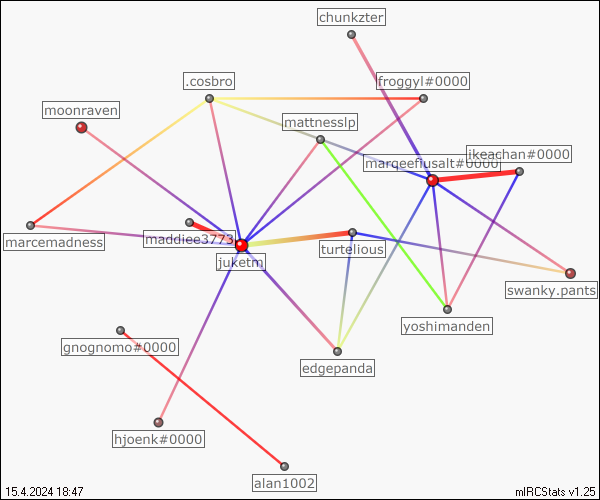 chunkzter
.cosbro
froggyl#0000
moonraven
mattnesslp
ikeachan#0000
marqeeflusalt#0000
marcemadness
maddiee3773
turtelious
juketm
swanky.pants
yoshimanden
gnognomo#0000
edgepanda
hjoenk#0000
alan1002
15.4.2024 18:47
mIRCStats v1.25